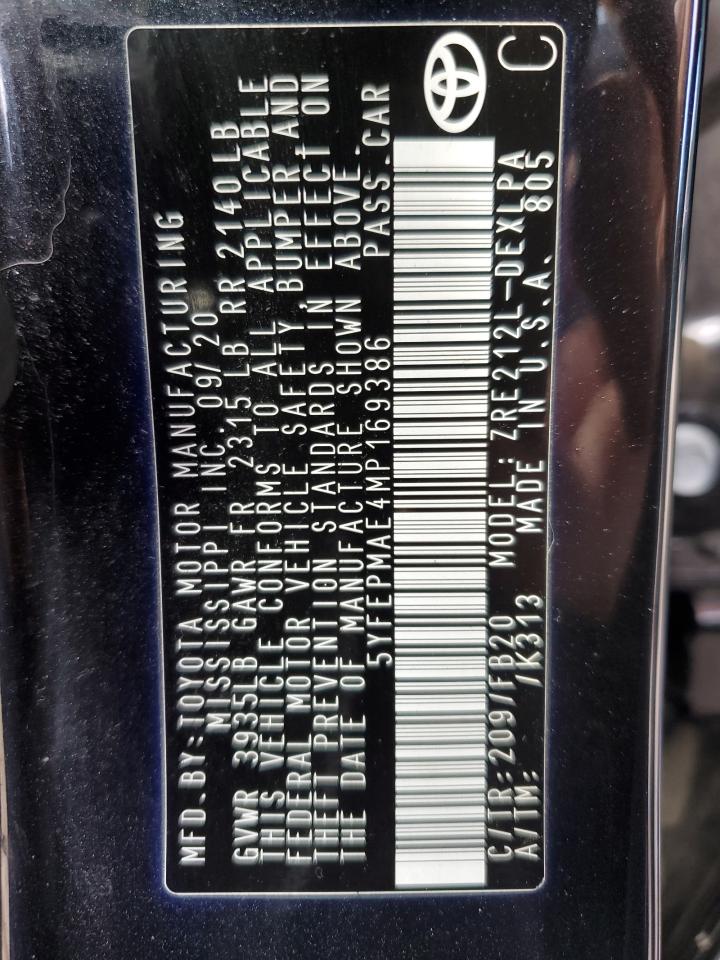 MFD.BY:TOYOTA MOTOR MANUFACTURING
MISSISSIPPI INC. 09/20
GVWR 3935LB GAWR FR 2315 LB RR 2140LB
THIS VEHICLE CONFORMS TO ALL APPLICABLE
FEDERAL MOTOR VEHICLE SAFETY, BUMPER AND
THEFT PREVENTION STANDARDS IN EFFECT ON
THE DATE OF MANUFACTURE SHOWN ABOVE.
5YFEPMAE4MP169386 PASS.CAR
C/TR:209/FB20 MODEL:ZRE212L-DEXLPA
A/TM: /K313 MADE IN U.S.A. 805
C